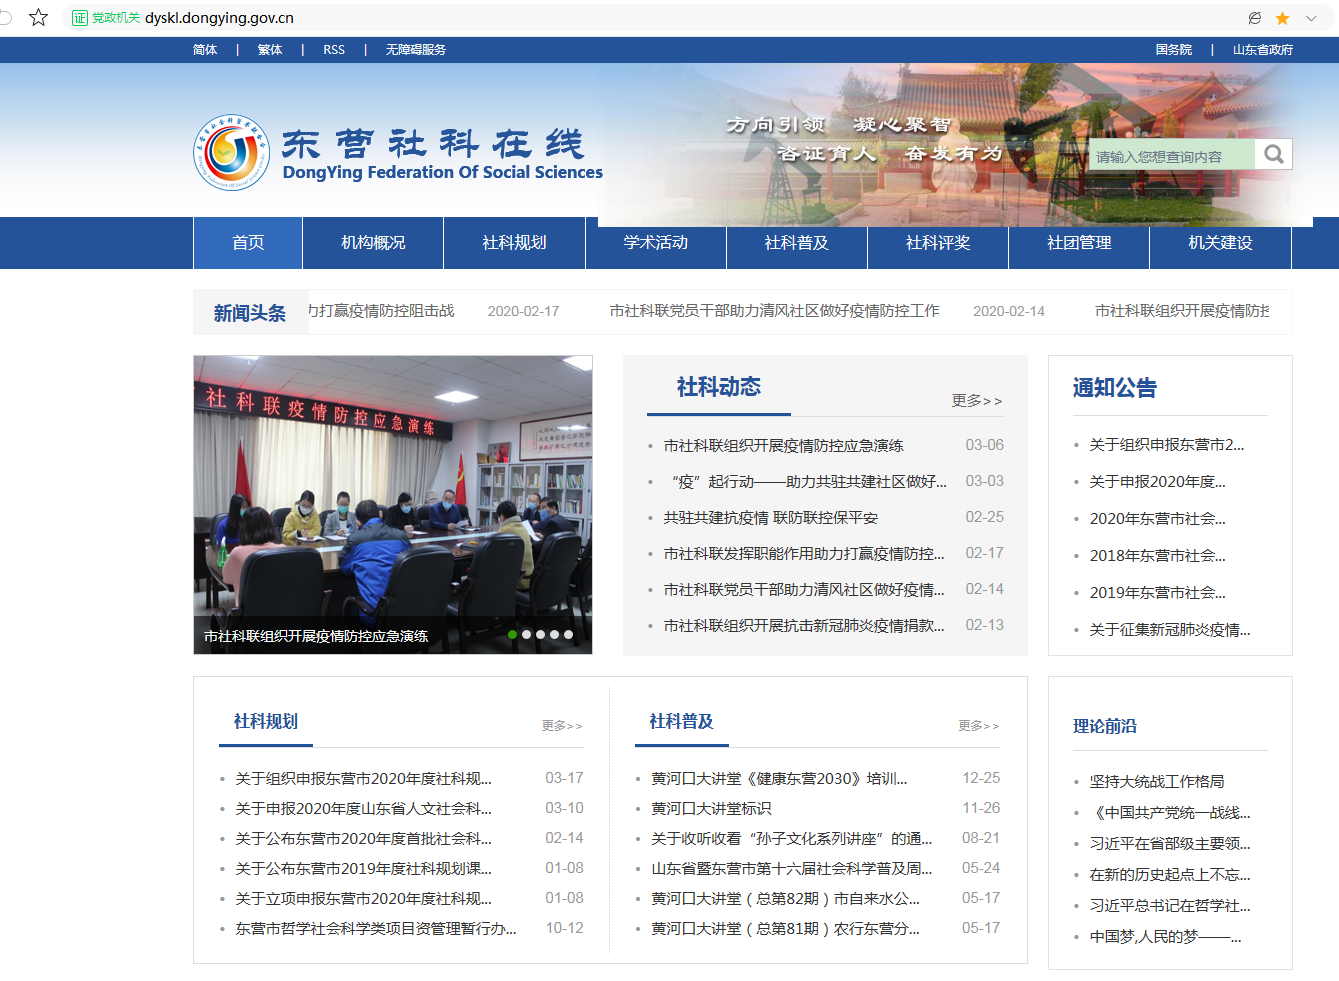 证 党政机关 dyskl.dongying.gov.cn
简体 | 繁体 | RSS | 无障碍服务
国务院 | 山东省政府
东营社科在线
DongYing Federation Of Social Sciences
方向引领 凝心聚智
咨证育人 奋发有为
请输入您想查询内容
首页 机构概况 社科规划 学术活动 社科普及 社科评奖 社团管理 机关建设
新闻头条 力打赢疫情防控阻击战 2020-02-17 市社科联党员干部助力清风社区做好疫情防控工作 2020-02-14 市社科联组织开展疫情防控
社科联疫情防控应急演练
市社科联组织开展疫情防控应急演练
社科动态
更多>>
市社科联组织开展疫情防控应急演练 03-06
“疫”起行动——助力共驻共建社区做好... 03-03
共驻共建抗疫情 联防联控保平安 02-25
市社科联发挥职能作用助力打赢疫情防控... 02-17
市社科联党员干部助力清风社区做好疫情... 02-14
市社科联组织开展抗击新冠肺炎疫情捐款... 02-13
通知公告
关于组织申报东营市2...
关于申报2020年度...
2020年东营市社会...
2018年东营市社会...
2019年东营市社会...
关于征集新冠肺炎疫情...
社科规划
更多>>
关于组织申报东营市2020年度社科规... 03-17
关于申报2020年度山东省人文社会科... 03-10
关于公布东营市2020年度首批社会科... 02-14
关于公布东营市2019年度社科规划课... 01-08
关于立项申报东营市2020年度社科规... 01-08
东营市哲学社会科学类项目资管理暂行办... 10-12
社科普及
更多>>
黄河口大讲堂《健康东营2030》培训... 12-25
黄河口大讲堂标识 11-26
关于收听收看“孙子文化系列讲座”的通... 08-21
山东省暨东营市第十六届社会科学普及周... 05-24
黄河口大讲堂（总第82期）市自来水公... 05-17
黄河口大讲堂（总第81期）农行东营分... 05-17
理论前沿
坚持大统战工作格局
《中国共产党统一战线...
习近平在省部级主要领...
在新的历史起点上不忘...
习近平总书记在哲学社...
中国梦,人民的梦——...